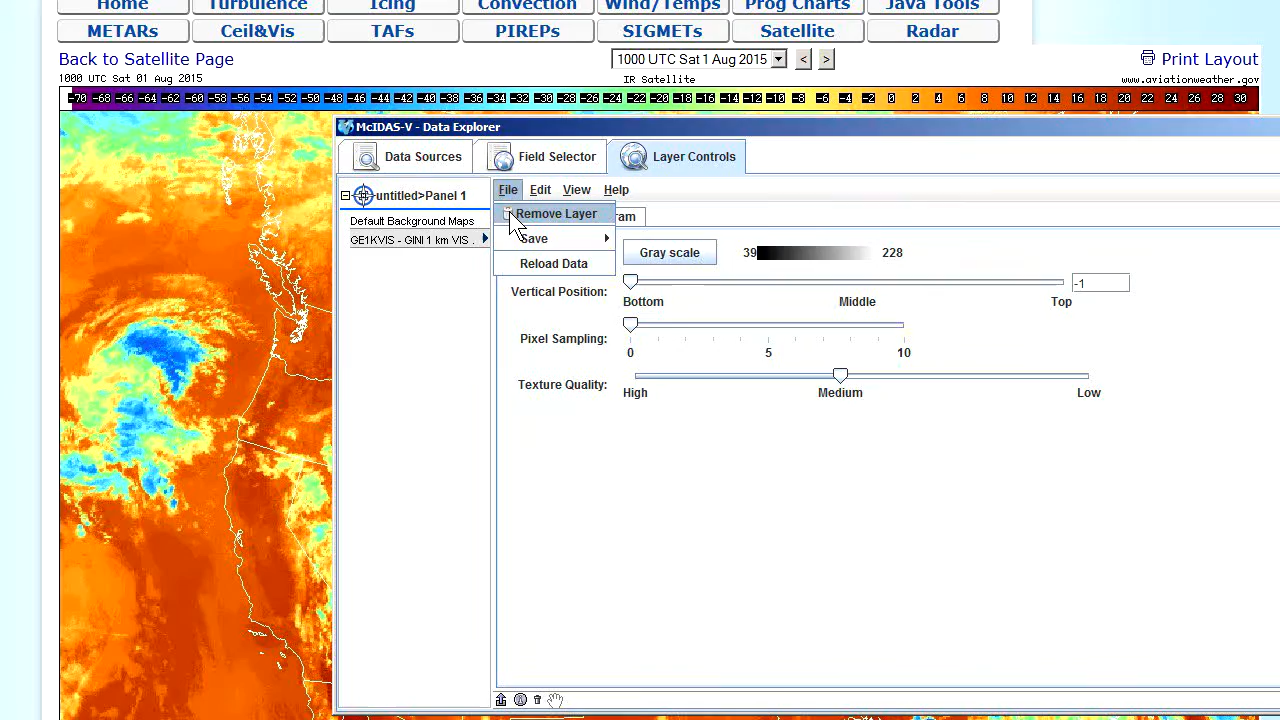 Home Turbulence Icing Convection Wind/Temps Prog Charts Java Tools
METARs Ceil&Vis TAFs PIREPs SIGMETs Satellite Radar
Back to Satellite Page 1000 UTC Sat 1 Aug 2015 < > Print Layout
1000 UTC Sat 01 Aug 2015 IR Satellite www.aviationweather.gov
-70 -68 -66 -64 -62 -60 -58 -56 -54 -52 -50 -48 -46 -44 -42 -40 -38 -36 -34 -32 -30 -28 -26 -24 -22 -20 -18 -16 -14 -12 -10 -8 -6 -4 -2 0 2 4 6 8 10 12 14 16 18 20 22 24 26 28 30
McIDAS-V - Data Explorer
Data Sources Field Selector Layer Controls
untitled>Panel 1 File Edit View Help
Remove Layer ram
Default Background Maps
GE1KVIS - GINI 1 km VIS . Save
Gray scale 39 228
Reload Data
Vertical Position: -1
Bottom Middle Top
Pixel Sampling:
0 5 10
Texture Quality:
High Medium Low